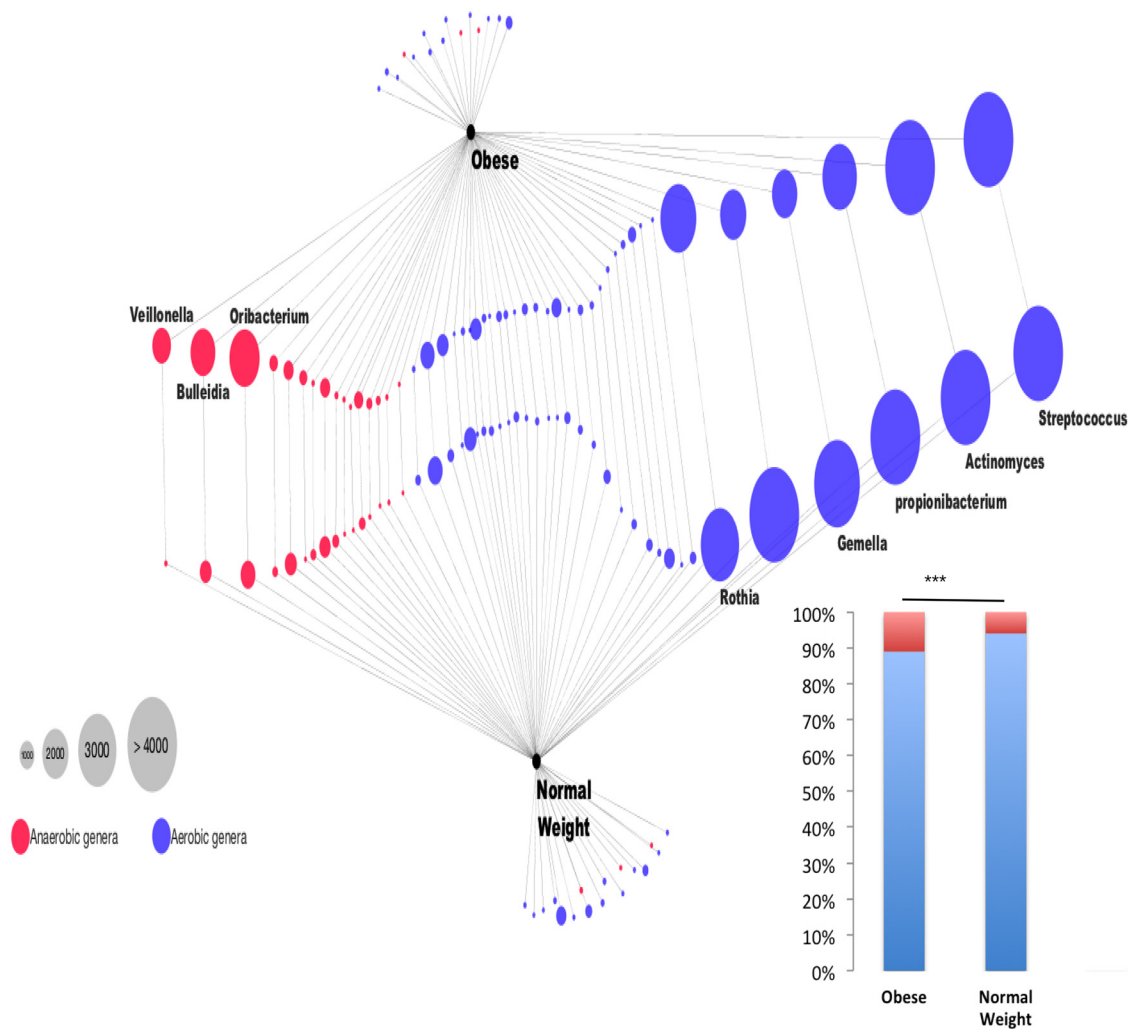 Obese
Veillonella
Oribacterium
Bulleidia
Streptococcus
Actinomyces
propionibacterium
Gemella
Rothia
***
100%
90%
80%
70%
60%
50%
40%
30%
20%
10%
0%
Obese
Normal
Weight
1000
2000
3000
> 4000
Normal
Weight
Anaerobic genera
Aerobic genera